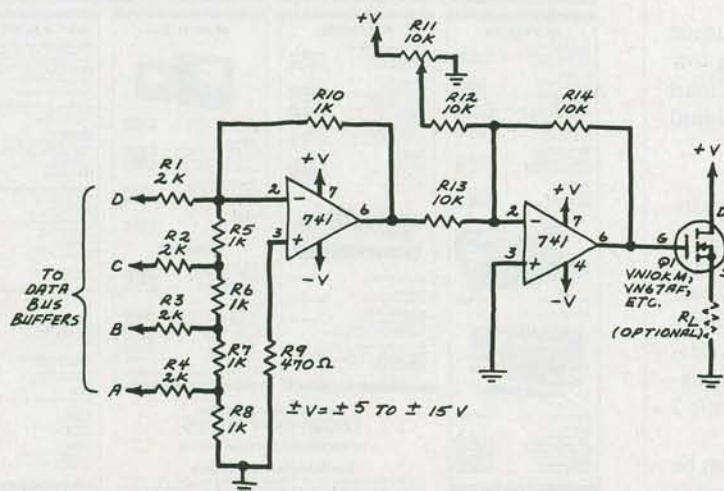 +V
R11
10K
R10
1K
R12
10K
R14
10K
+V
R1
2K
D
2
-
+V
7
741
6
R13
10K
2
-
+V
7
741
6
G
D
3
+
-V
3
+
4
-V
Q1
VN10KM,
VN67AF,
ETC.
R5
1K
R2
2K
C
R6
1K
TO
DATA
BUS
BUFFERS
R3
2K
B
R7
1K
R9
470Ω
RL
(OPTIONAL)
R4
2K
A
R8
1K
±V = ±5 TO ±15V